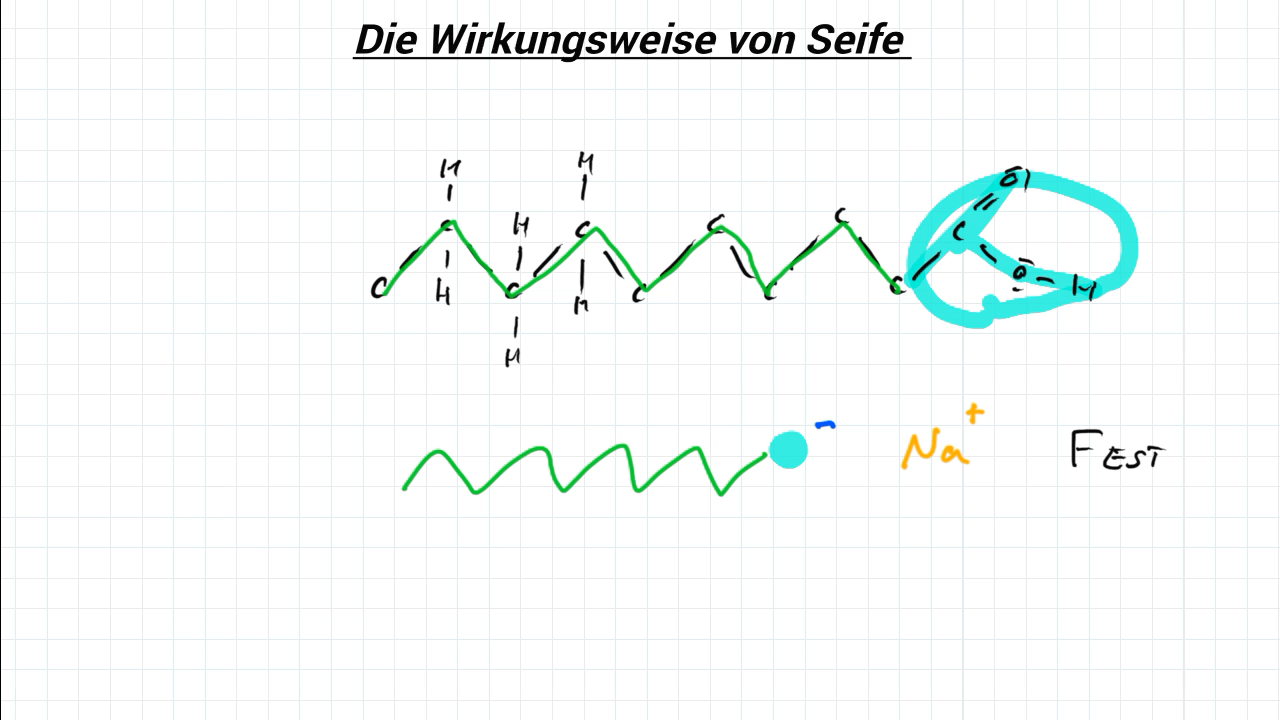 Die Wirkungsweise von Seife
H H
H C C C O
C H C H C C C C O H
H
- Na+ FEST